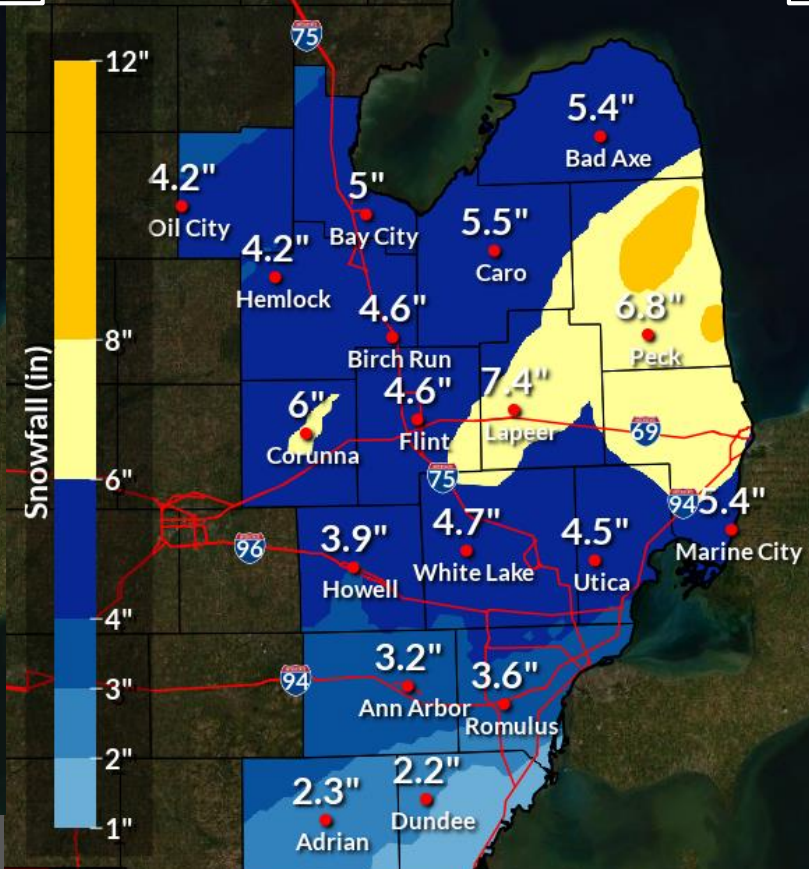 75
12"
5.4"
Bad Axe
4.2"
Oil City
5"
Bay City
5.5"
Caro
4.2"
Hemlock
4.6"
Birch Run
6.8"
Peck
8"
Snowfall (in)
6"
Corunna
4.6"
Flint
7.4"
Lapeer
69
6"
75
94
5.4"
Marine City
96
3.9"
Howell
4.7"
White Lake
4.5"
Utica
4"
94
3.2"
Ann Arbor
3.6"
Romulus
3"
2"
2.3"
Adrian
2.2"
Dundee
1"